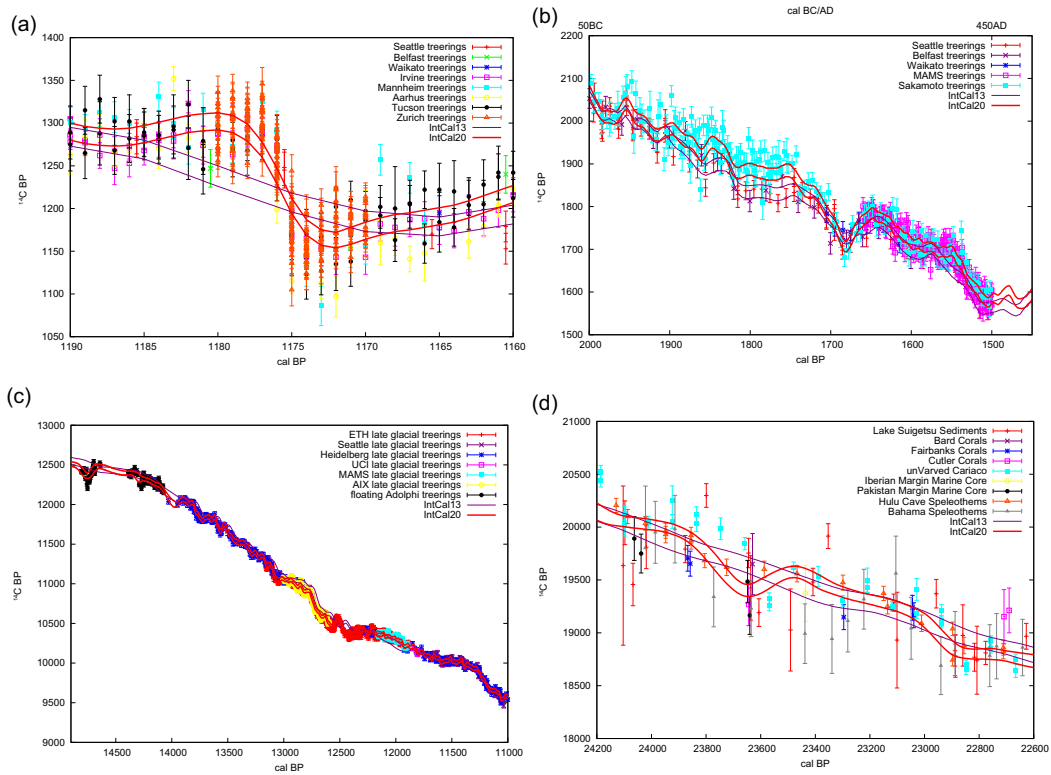 (a)
1400
1350
1300
1250
1200
1150
1100
1050
14C BP
1190
1185
1180
1175
1170
1165
1160
cal BP
Seattle treerings
Belfast treerings
Waikato treerings
Irvine treerings
Mannheim treerings
Aarhus treerings
Tucson treerings
Zurich treerings
IntCal13
IntCal20
(b)
cal BC/AD
50BC
450AD
2200
2100
2000
1900
1800
1700
1600
1500
14C BP
2000
1900
1800
1700
1600
1500
cal BP
Seattle treerings
Belfast treerings
Waikato treerings
MAMS treerings
Sakamoto treerings
IntCal13
IntCal20
(c)
13000
12500
12000
11500
11000
10500
10000
9500
9000
14C BP
14500
14000
13500
13000
12500
12000
11500
11000
cal BP
ETH late glacial treerings
Seattle late glacial treerings
Heidelberg late glacial treerings
UCI late glacial treerings
MAMS late glacial treerings
AIX late glacial treerings
floating Adolphi treerings
IntCal13
IntCal20
(d)
21000
20500
20000
19500
19000
18500
18000
14C BP
24200
24000
23800
23600
23400
23200
23000
22800
22600
cal BP
Lake Suigetsu Sediments
Bard Corals
Fairbanks Corals
Cutler Corals
unVarved Cariaco
Iberian Margin Marine Core
Pakistan Margin Marine Core
Hulu Cave Speleothems
Bahama Speleothems
IntCal13
IntCal20